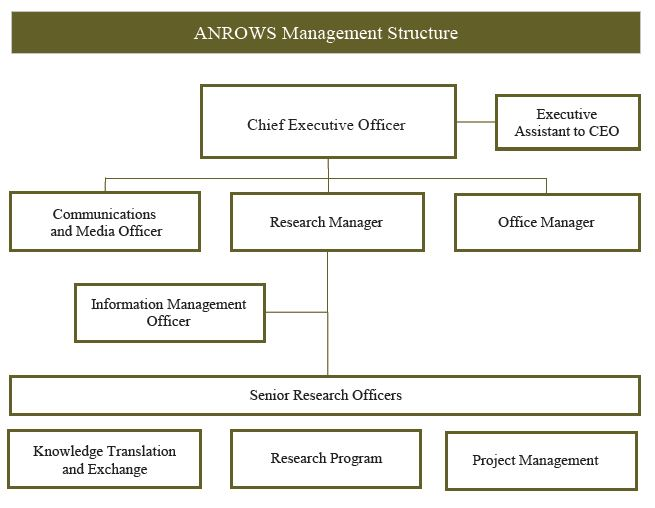 ANROWS Management Structure
Chief Executive Officer
Executive
Assistant to CEO
Communications
and Media Officer
Research Manager
Office Manager
Information Management
Officer
Senior Research Officers
Knowledge Translation
and Exchange
Research Program
Project Management